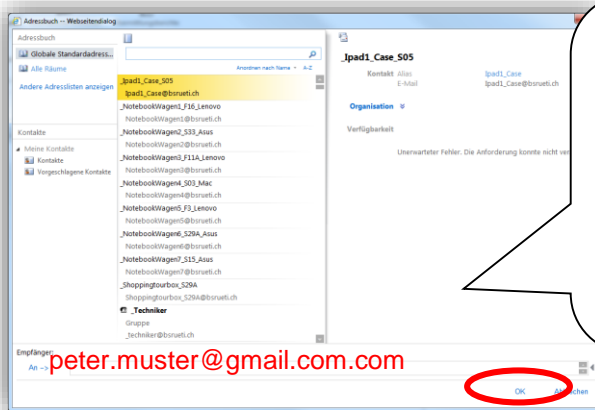 Adressbuch -- Webseitendialog
Adressbuch
Globale Standardadress...
Alle Räume
Andere Adresslisten anzeigen
Kontakte
Meine Kontakte
Kontakte
Vorgeschlagene Kontakte
Anordnen nach Name A-Z
_Ipad1_Case_S05
Ipad1_Case@bsrueti.ch
_NotebookWagen1_F16_Lenovo
NotebookWagen1@bsrueti.ch
_NotebookWagen2_S33_Asus
NotebookWagen2@bsrueti.ch
_NotebookWagen3_F11A_Lenovo
NotebookWagen3@bsrueti.ch
_NotebookWagen4_S03_Mac
NotebookWagen4@bsrueti.ch
_NotebookWagen5_F3_Lenovo
NotebookWagen5@bsrueti.ch
_NotebookWagen6_S29A_Asus
NotebookWagen6@bsrueti.ch
_NotebookWagen7_S15_Asus
NotebookWagen7@bsrueti.ch
_Shoppingtourbox_S29A
Shoppingtourbox_S29A@bsrueti.ch
_Techniker
Gruppe
_techniker@bsrueti.ch
_Ipad1_Case_S05
Kontakt Alias Ipad1_Case
E-Mail Ipad1_Case@bsrueti.ch
Organisation
Verfügbarkeit
Unerwarteter Fehler. Die Anforderung konnte nicht
Empfänger:
An -> peter.muster@gmail.com.com
OK